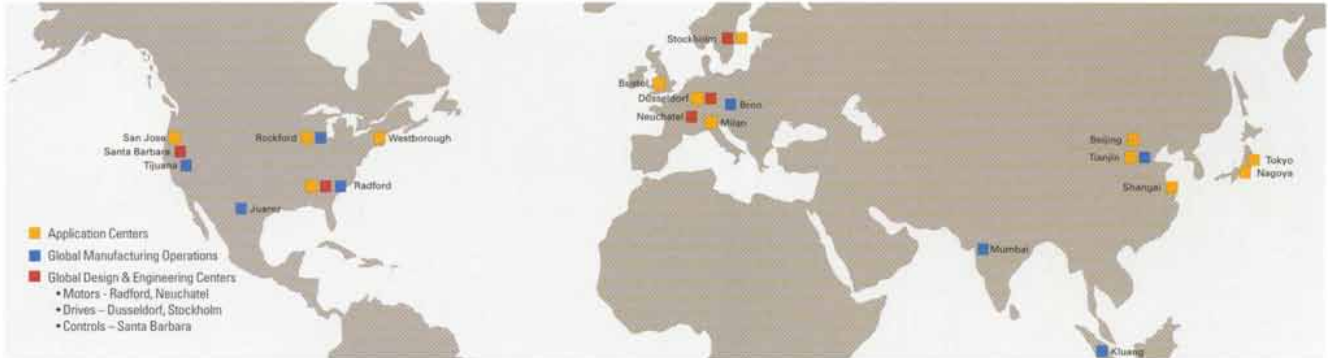 Stockholm
Bristol
Düsseldorf
Brno
Neuchatel
Milan
San Jose
Rockford
Westborough
Santa Barbara
Tijuana
Radford
Juarez
Beijing
Tianjin
Tokyo
Nagoya
Shangai
Mumbai
Kluang
Application Centers
Global Manufacturing Operations
Global Design & Engineering Centers
• Motors - Radford, Neuchatel
• Drives – Dusseldorf, Stockholm
• Controls – Santa Barbara